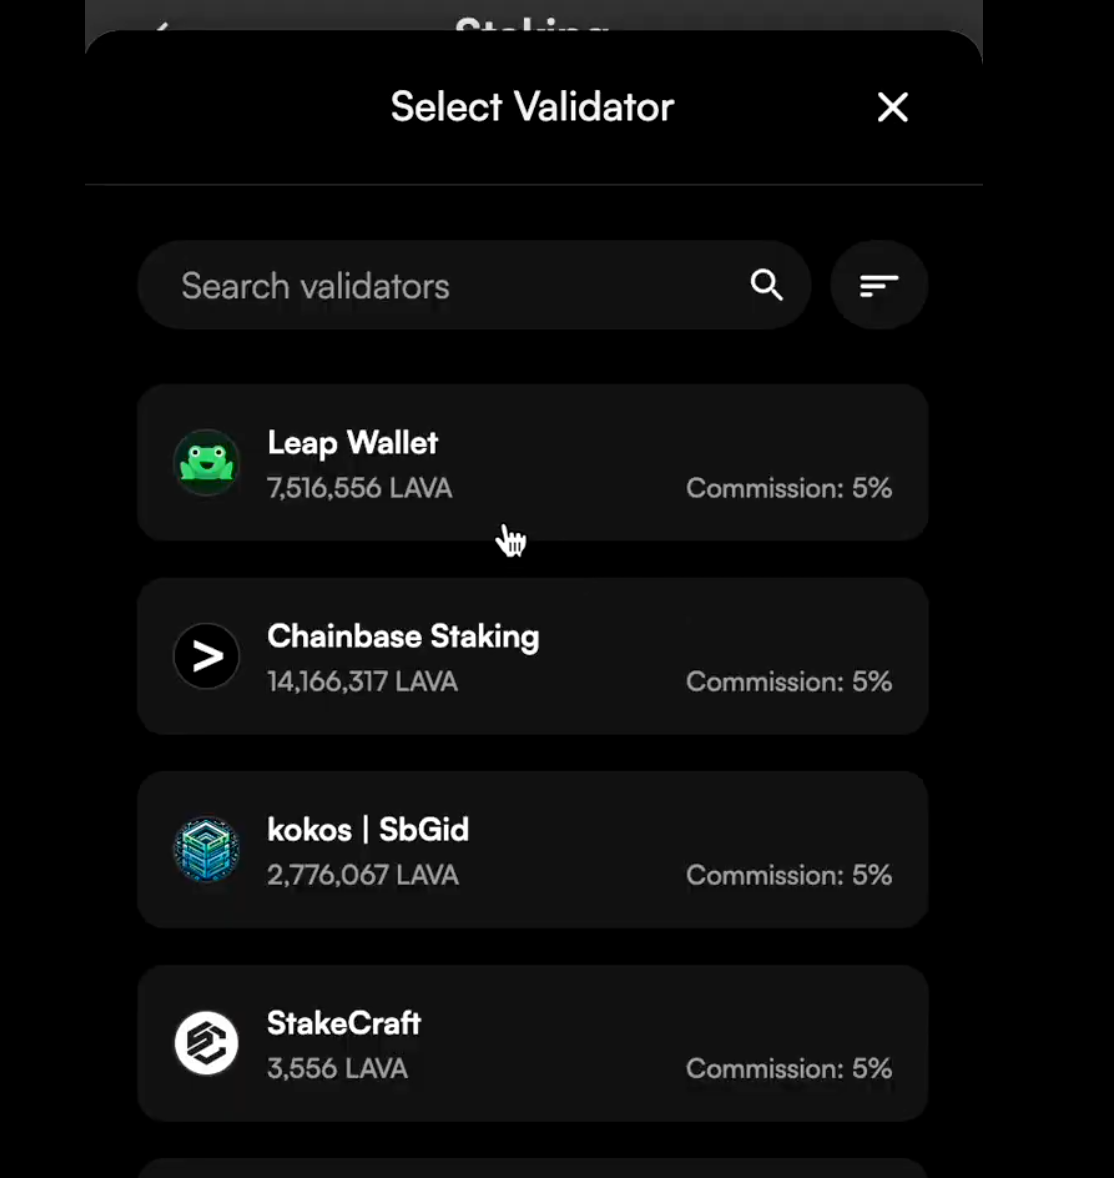 Staking
Select Validator
Search validators
Leap Wallet
7,516,556 LAVA
Commission: 5%
Chainbase Staking
14,166,317 LAVA
Commission: 5%
kokos | SbGid
2,776,067 LAVA
Commission: 5%
StakeCraft
3,556 LAVA
Commission: 5%